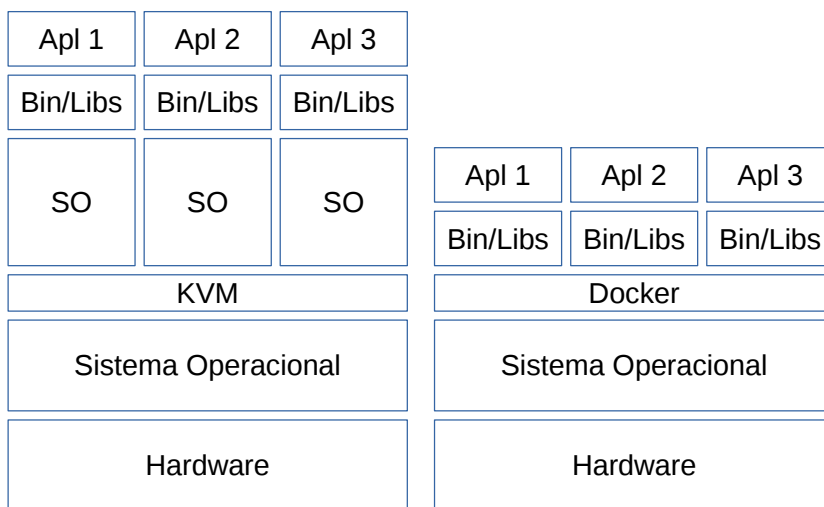 Apl 1 Apl 2 Apl 3
Bin/Libs Bin/Libs Bin/Libs
SO SO SO
KVM
Sistema Operacional
Hardware
Apl 1 Apl 2 Apl 3
Bin/Libs Bin/Libs Bin/Libs
Docker
Sistema Operacional
Hardware